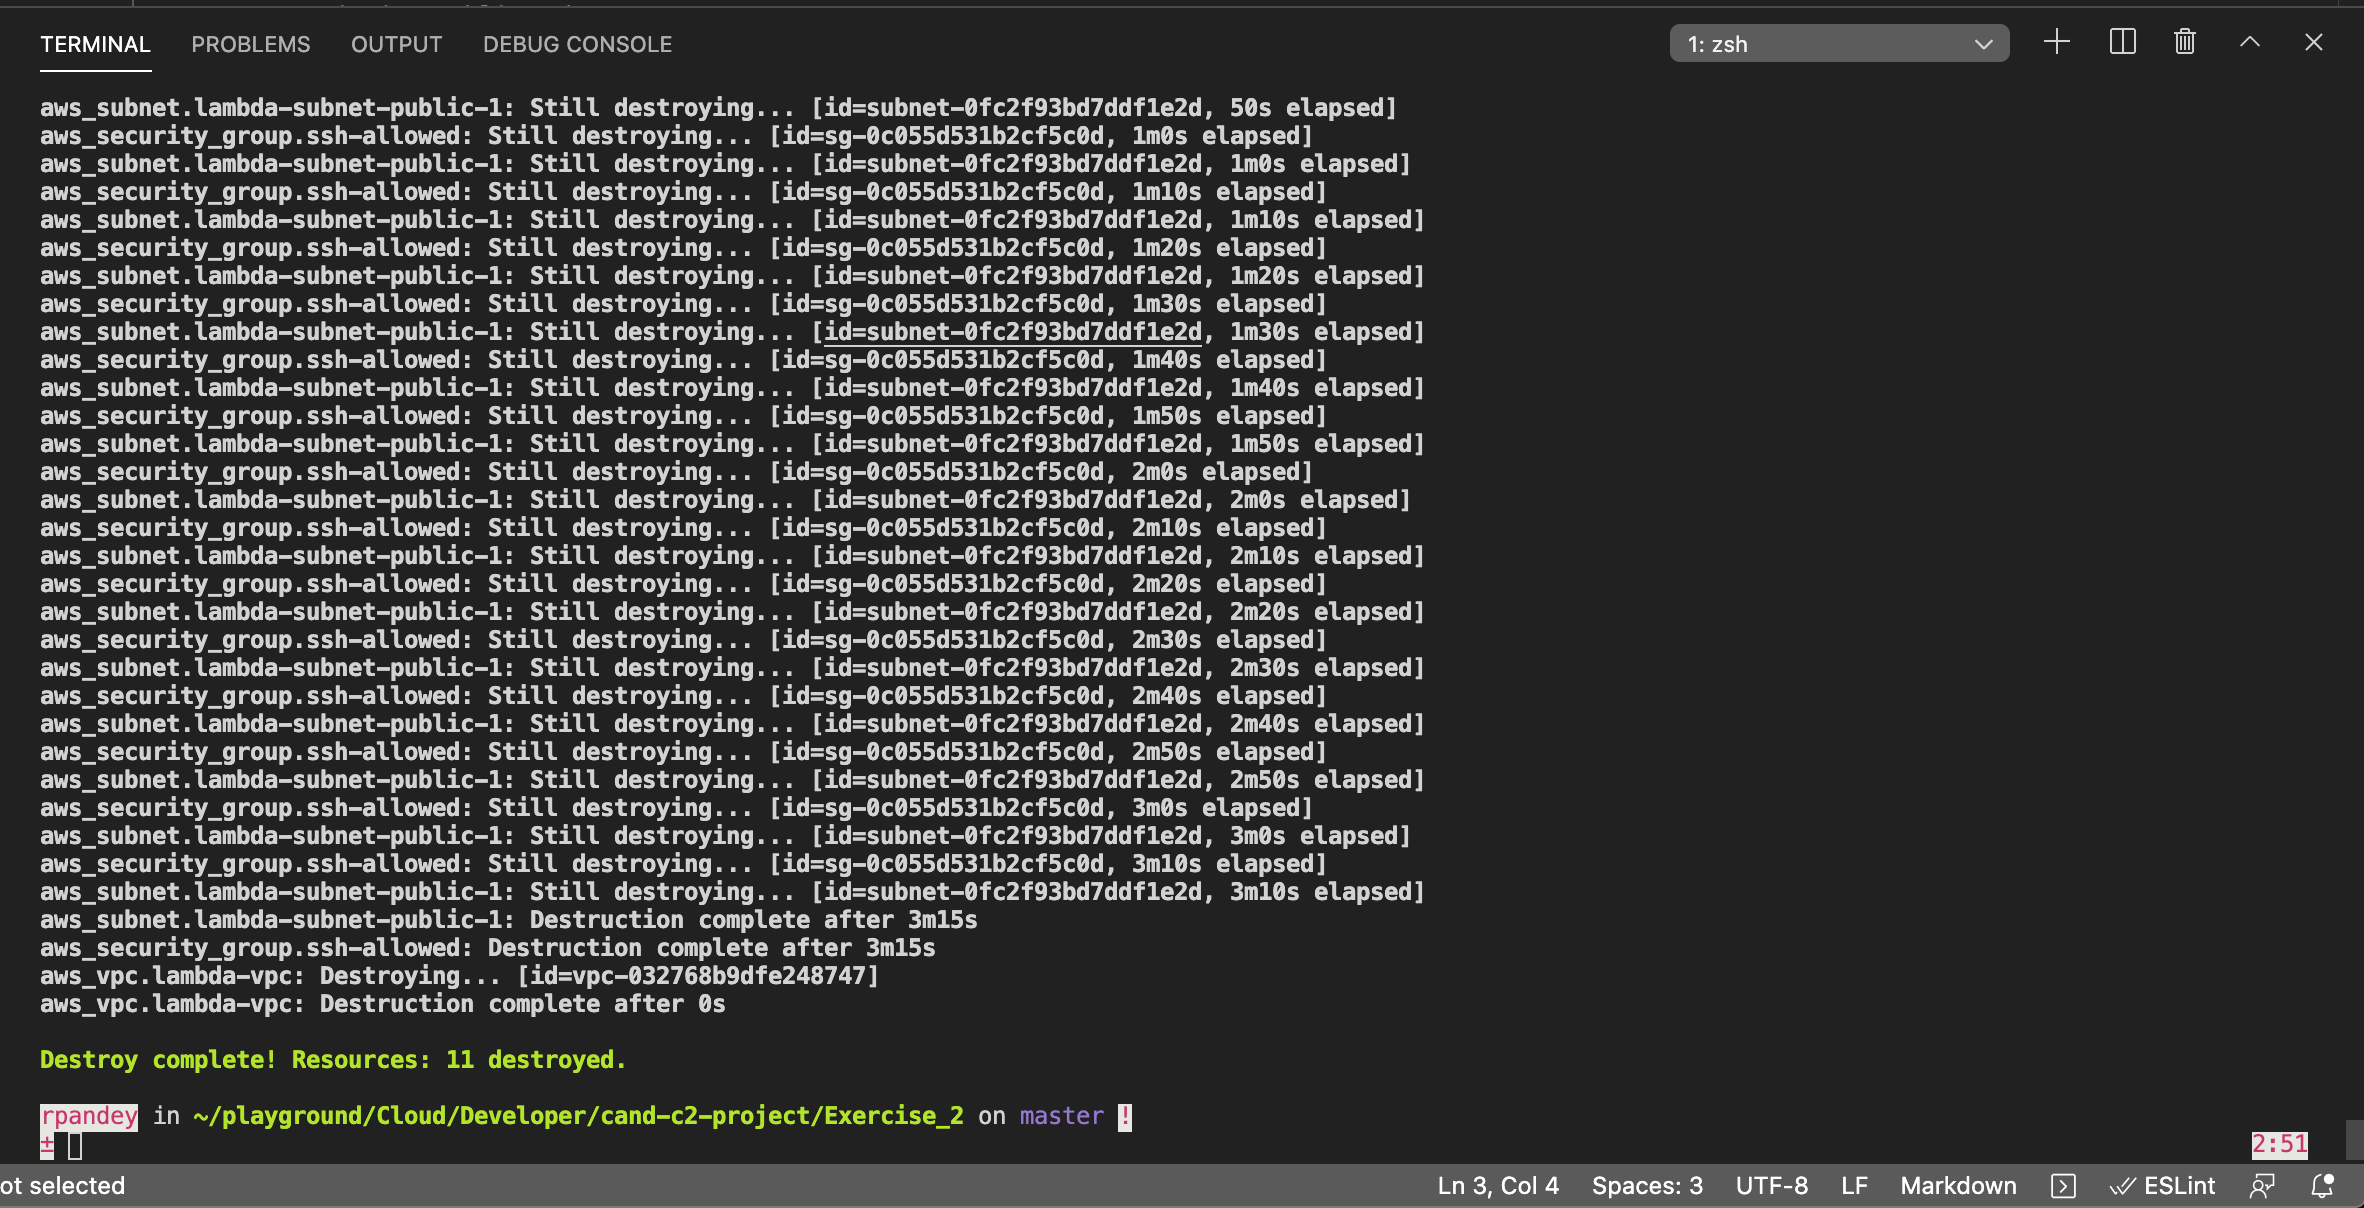 TERMINAL PROBLEMS OUTPUT DEBUG CONSOLE 1: zsh
aws_subnet.lambda-subnet-public-1: Still destroying... [id=subnet-0fc2f93bd7ddf1e2d, 50s elapsed]
aws_security_group.ssh-allowed: Still destroying... [id=sg-0c055d531b2cf5c0d, 1m0s elapsed]
aws_subnet.lambda-subnet-public-1: Still destroying... [id=subnet-0fc2f93bd7ddf1e2d, 1m0s elapsed]
aws_security_group.ssh-allowed: Still destroying... [id=sg-0c055d531b2cf5c0d, 1m10s elapsed]
aws_subnet.lambda-subnet-public-1: Still destroying... [id=subnet-0fc2f93bd7ddf1e2d, 1m10s elapsed]
aws_security_group.ssh-allowed: Still destroying... [id=sg-0c055d531b2cf5c0d, 1m20s elapsed]
aws_subnet.lambda-subnet-public-1: Still destroying... [id=subnet-0fc2f93bd7ddf1e2d, 1m20s elapsed]
aws_security_group.ssh-allowed: Still destroying... [id=sg-0c055d531b2cf5c0d, 1m30s elapsed]
aws_subnet.lambda-subnet-public-1: Still destroying... [id=subnet-0fc2f93bd7ddf1e2d, 1m30s elapsed]
aws_security_group.ssh-allowed: Still destroying... [id=sg-0c055d531b2cf5c0d, 1m40s elapsed]
aws_subnet.lambda-subnet-public-1: Still destroying... [id=subnet-0fc2f93bd7ddf1e2d, 1m40s elapsed]
aws_security_group.ssh-allowed: Still destroying... [id=sg-0c055d531b2cf5c0d, 1m50s elapsed]
aws_subnet.lambda-subnet-public-1: Still destroying... [id=subnet-0fc2f93bd7ddf1e2d, 1m50s elapsed]
aws_security_group.ssh-allowed: Still destroying... [id=sg-0c055d531b2cf5c0d, 2m0s elapsed]
aws_subnet.lambda-subnet-public-1: Still destroying... [id=subnet-0fc2f93bd7ddf1e2d, 2m0s elapsed]
aws_security_group.ssh-allowed: Still destroying... [id=sg-0c055d531b2cf5c0d, 2m10s elapsed]
aws_subnet.lambda-subnet-public-1: Still destroying... [id=subnet-0fc2f93bd7ddf1e2d, 2m10s elapsed]
aws_security_group.ssh-allowed: Still destroying... [id=sg-0c055d531b2cf5c0d, 2m20s elapsed]
aws_subnet.lambda-subnet-public-1: Still destroying... [id=subnet-0fc2f93bd7ddf1e2d, 2m20s elapsed]
aws_security_group.ssh-allowed: Still destroying... [id=sg-0c055d531b2cf5c0d, 2m30s elapsed]
aws_subnet.lambda-subnet-public-1: Still destroying... [id=subnet-0fc2f93bd7ddf1e2d, 2m30s elapsed]
aws_security_group.ssh-allowed: Still destroying... [id=sg-0c055d531b2cf5c0d, 2m40s elapsed]
aws_subnet.lambda-subnet-public-1: Still destroying... [id=subnet-0fc2f93bd7ddf1e2d, 2m40s elapsed]
aws_security_group.ssh-allowed: Still destroying... [id=sg-0c055d531b2cf5c0d, 2m50s elapsed]
aws_subnet.lambda-subnet-public-1: Still destroying... [id=subnet-0fc2f93bd7ddf1e2d, 2m50s elapsed]
aws_security_group.ssh-allowed: Still destroying... [id=sg-0c055d531b2cf5c0d, 3m0s elapsed]
aws_subnet.lambda-subnet-public-1: Still destroying... [id=subnet-0fc2f93bd7ddf1e2d, 3m0s elapsed]
aws_security_group.ssh-allowed: Still destroying... [id=sg-0c055d531b2cf5c0d, 3m10s elapsed]
aws_subnet.lambda-subnet-public-1: Still destroying... [id=subnet-0fc2f93bd7ddf1e2d, 3m10s elapsed]
aws_subnet.lambda-subnet-public-1: Destruction complete after 3m15s
aws_security_group.ssh-allowed: Destruction complete after 3m15s
aws_vpc.lambda-vpc: Destroying... [id=vpc-032768b9dfe248747]
aws_vpc.lambda-vpc: Destruction complete after 0s
Destroy complete! Resources: 11 destroyed.
rpandey in ~/playground/Cloud/Developer/cand-c2-project/Exercise_2 on master !
± 2:51
ot selected Ln 3, Col 4 Spaces: 3 UTF-8 LF Markdown ESLint